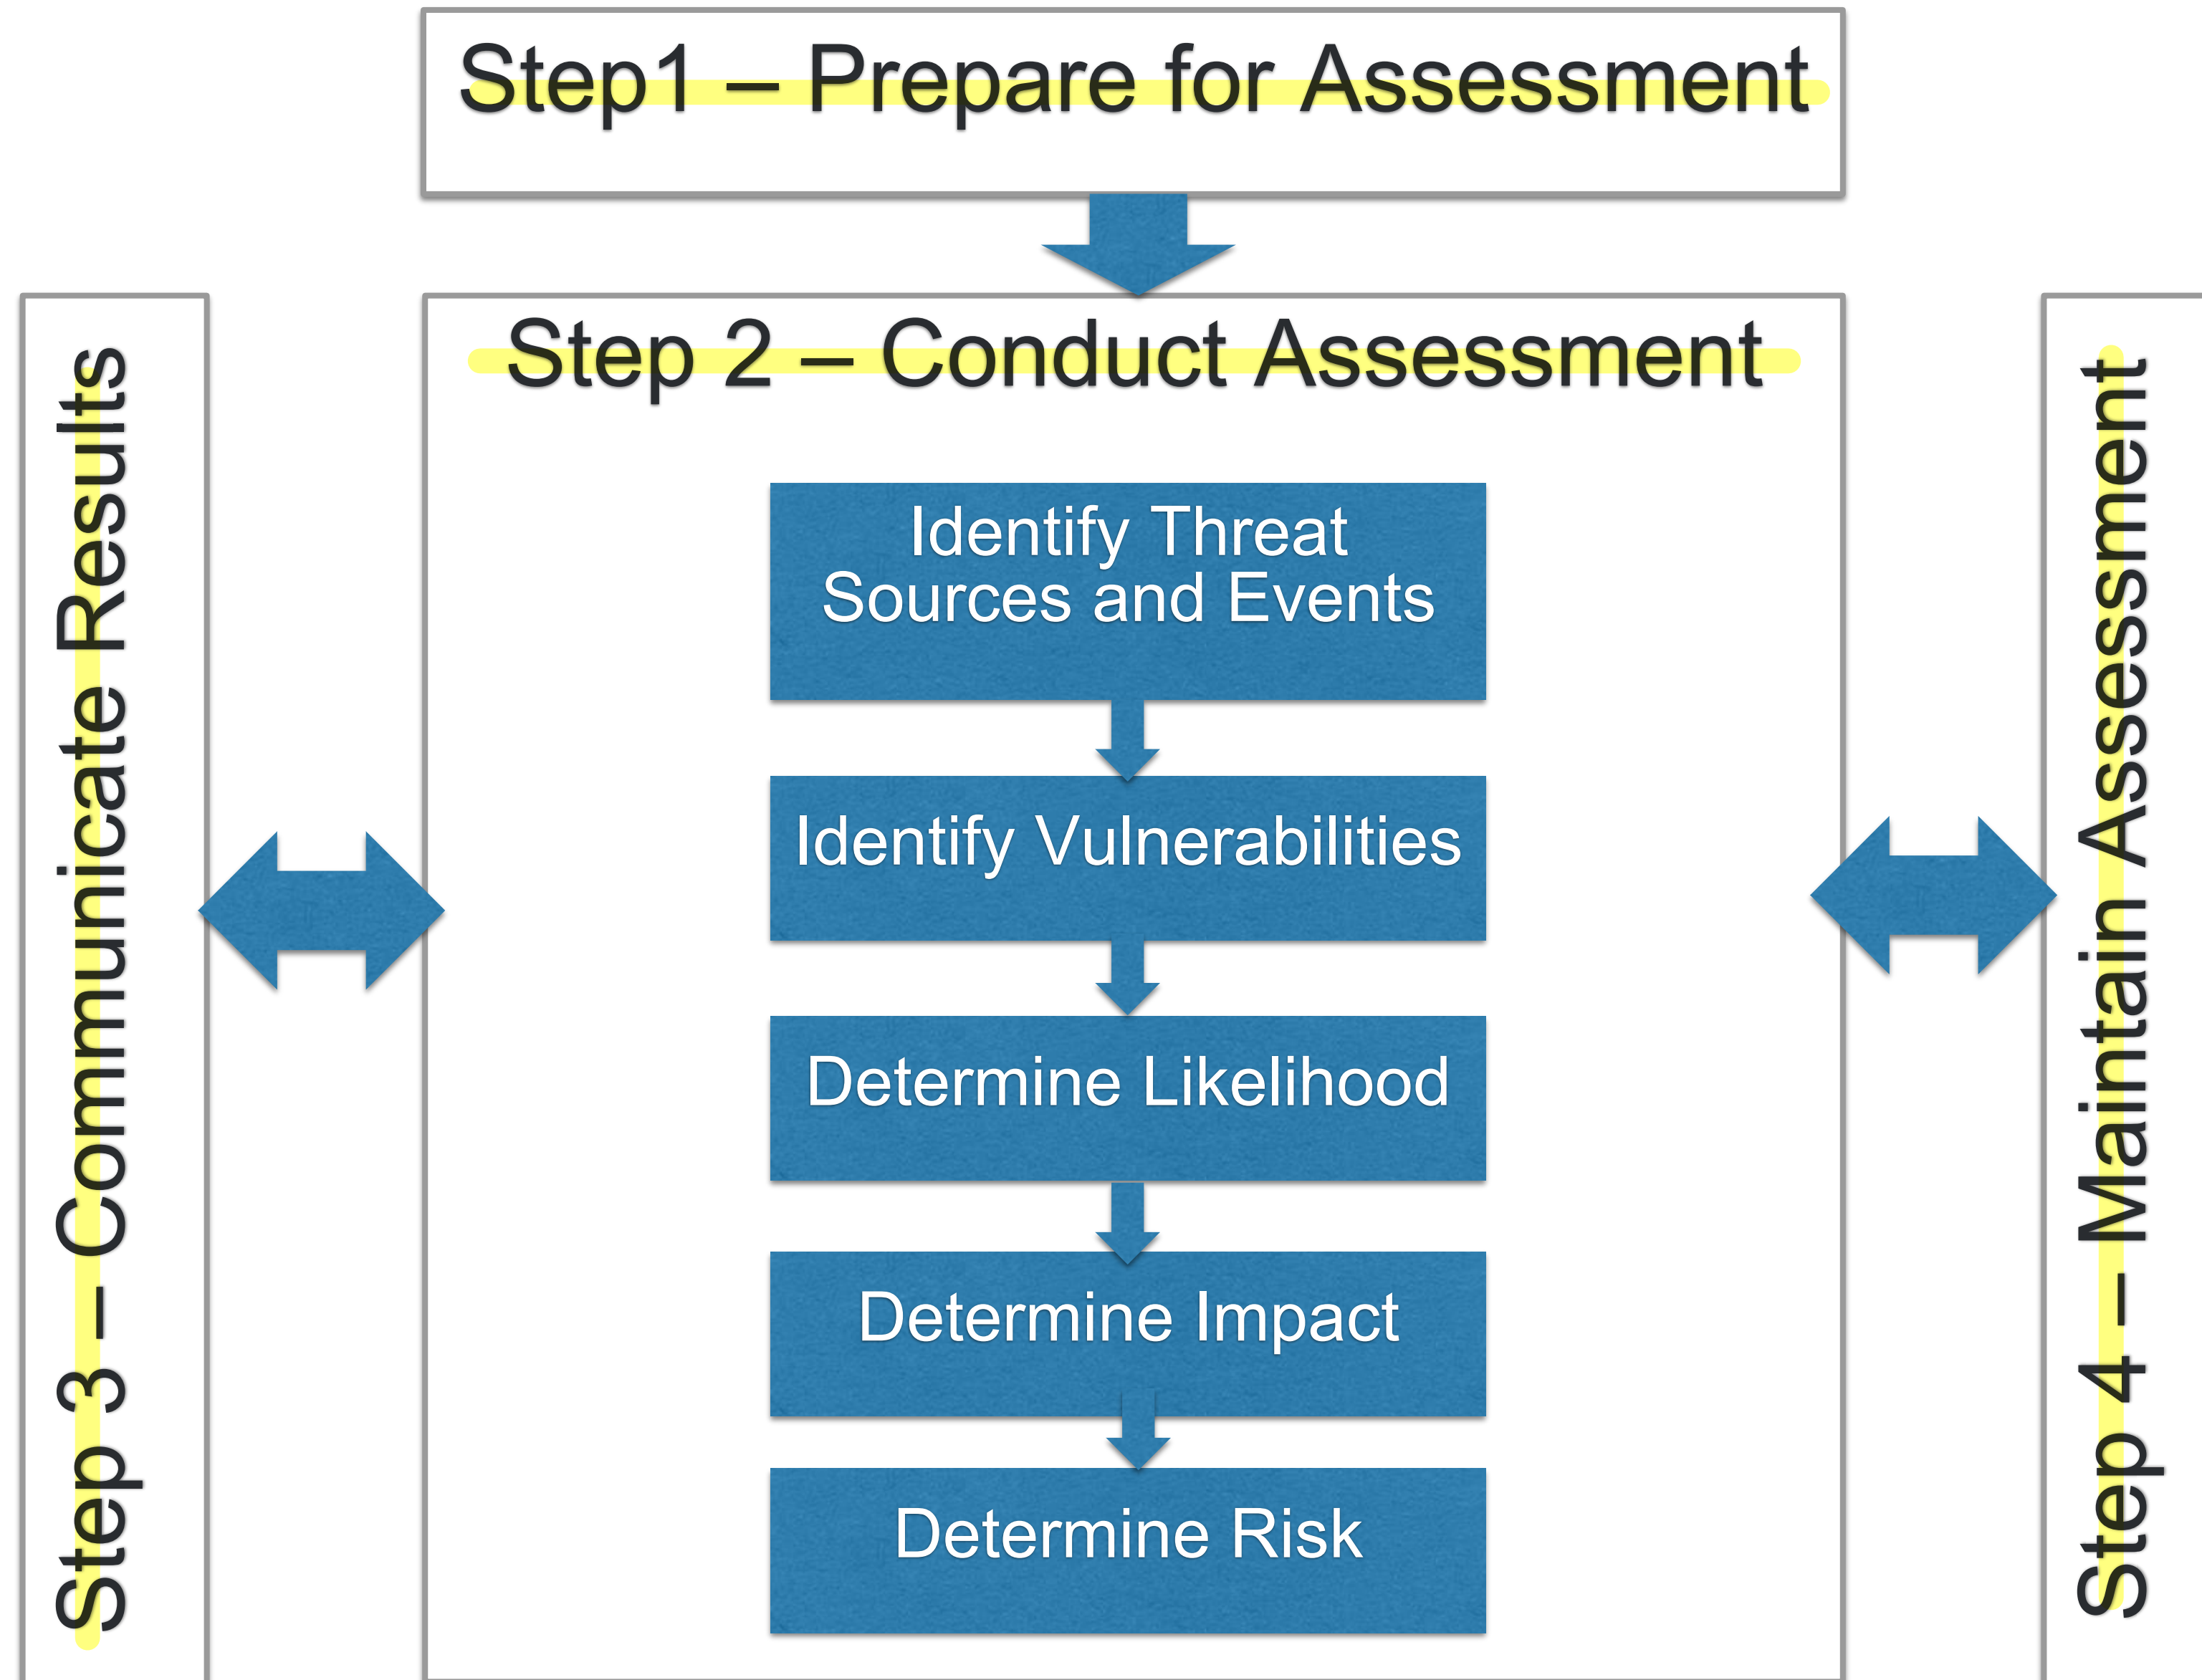 Step1 – Prepare for Assessment
Step 2 – Conduct Assessment
Identify Threat
Sources and Events
Identify Vulnerabilities
Determine Likelihood
Determine Impact
Determine Risk
Step 3 – Communicate Results
Step 4 – Maintain Assessment